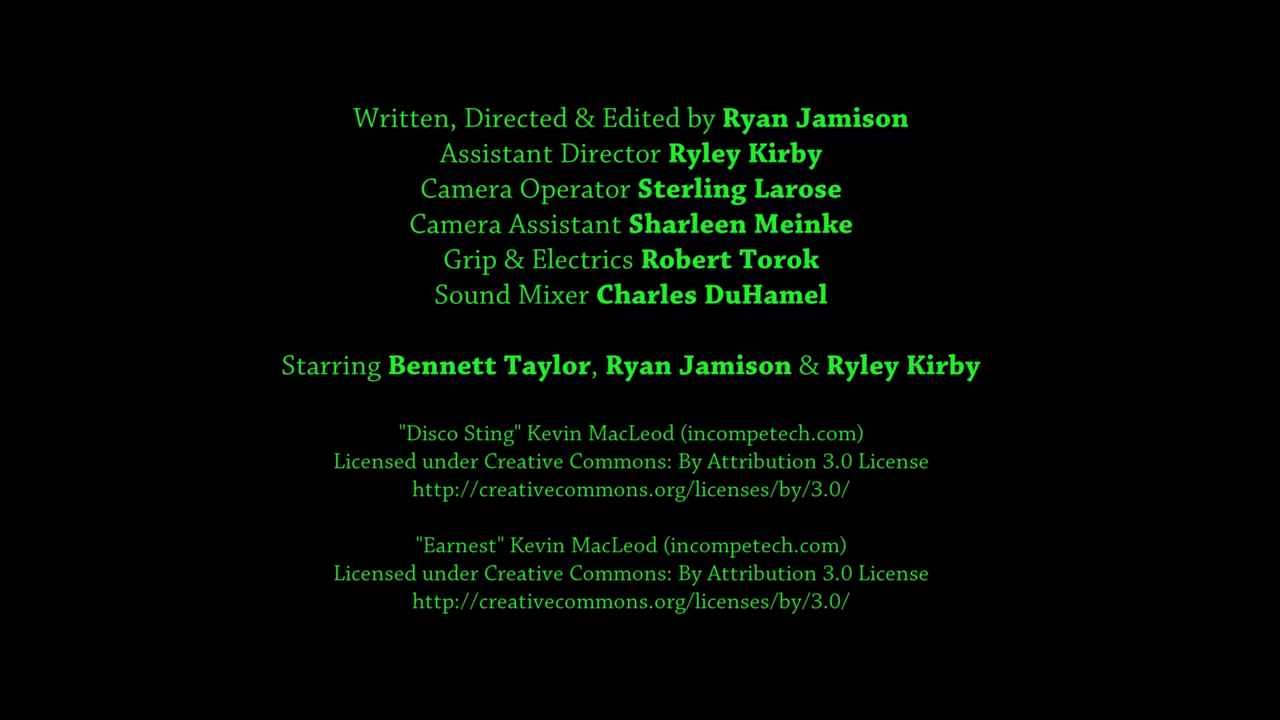 Written, Directed & Edited by Ryan Jamison
Assistant Director Ryley Kirby
Camera Operator Sterling Larose
Camera Assistant Sharleen Meinke
Grip & Electrics Robert Torok
Sound Mixer Charles DuHamel
Starring Bennett Taylor, Ryan Jamison & Ryley Kirby
"Disco Sting" Kevin MacLeod (incompetech.com)
Licensed under Creative Commons: By Attribution 3.0 License
http://creativecommons.org/licenses/by/3.0/
"Earnest" Kevin MacLeod (incompetech.com)
Licensed under Creative Commons: By Attribution 3.0 License
http://creativecommons.org/licenses/by/3.0/